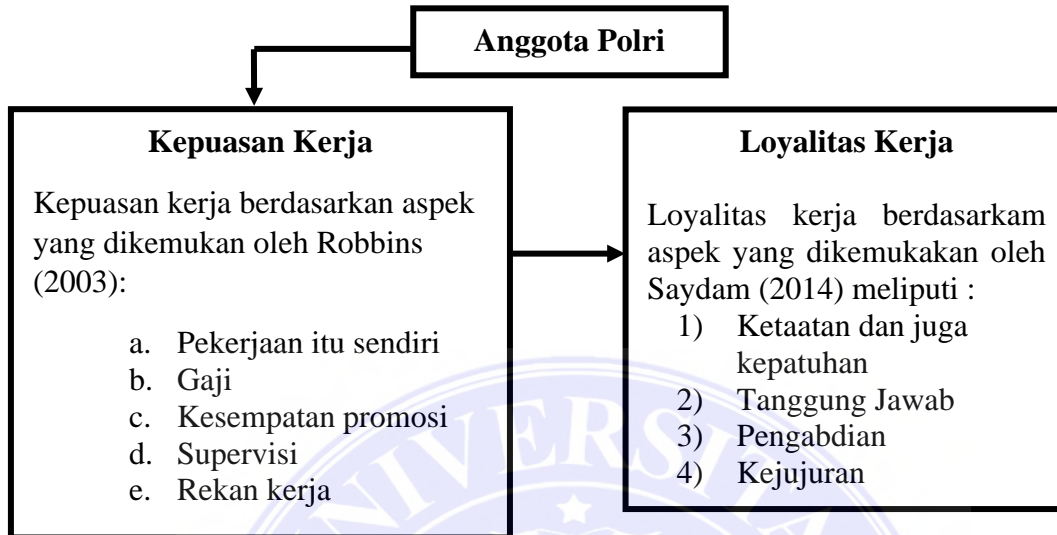 Anggota Polri
Kepuasan Kerja
Kepuasan kerja berdasarkan aspek
yang dikemukan oleh Robbins
(2003):
a. Pekerjaan itu sendiri
b. Gaji
c. Kesempatan promosi
d. Supervisi
e. Rekan kerja
Loyalitas Kerja
Loyalitas kerja berdasarkam
aspek yang dikemukakan oleh
Saydam (2014) meliputi :
1) Ketaatan dan juga
kepatuhan
2) Tanggung Jawab
3) Pengabdian
4) Kejujuran